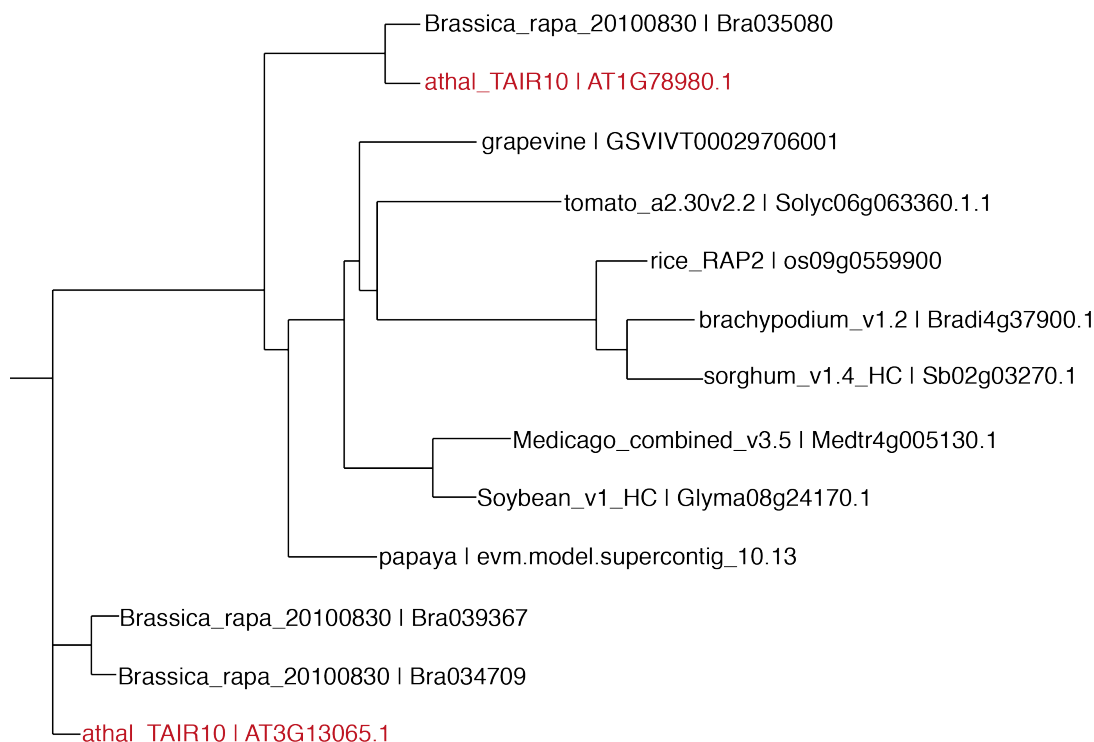 Brassica_rapa_20100830 | Bra035080
athal_TAIR10 | AT1G78980.1
grapevine | GSVIVT00029706001
tomato_a2.30v2.2 | Solyc06g063360.1.1
rice_RAP2 | os09g0559900
brachypodium_v1.2 | Bradi4g37900.1
sorghum_v1.4_HC | Sb02g03270.1
Medicago_combined_v3.5 | Medtr4g005130.1
Soybean_v1_HC | Glyma08g24170.1
papaya | evm.model.supercontig_10.13
Brassica_rapa_20100830 | Bra039367
Brassica_rapa_20100830 | Bra034709
athal_TAIR10 | AT3G13065.1